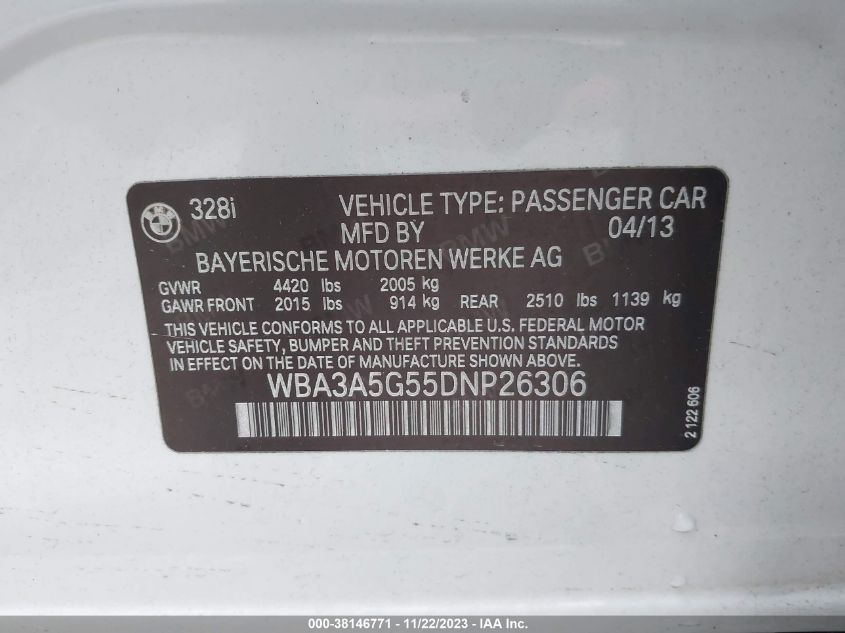 328i VEHICLE TYPE: PASSENGER CAR
MFD BY 04/13
BAYERISCHE MOTOREN WERKE AG
GVWR 4420 lbs 2005 kg
GAWR FRONT 2015 lbs 914 kg REAR 2510 lbs 1139 kg
THIS VEHICLE CONFORMS TO ALL APPLICABLE U.S. FEDERAL MOTOR
VEHICLE SAFETY, BUMPER AND THEFT PREVENTION STANDARDS
IN EFFECT ON THE DATE OF MANUFACTURE SHOWN ABOVE.
WBA3A5G55DNP26306
2 122 606
000-38146771 - 11/22/2023 - IAA Inc.